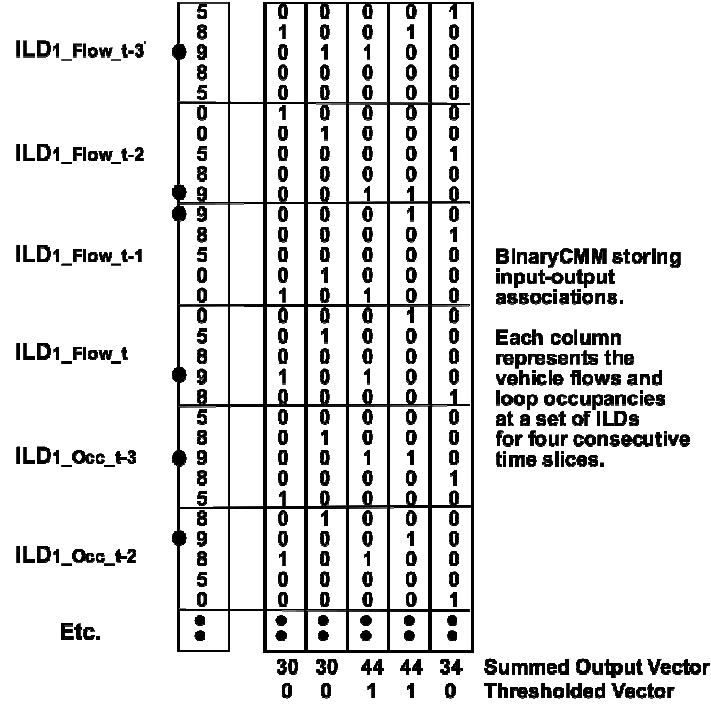 5 0 0 0 0 1
8 1 0 0 1 0
ILD1_Flow_t-3 9 0 1 1 0 0
8 0 0 0 0 0
5 0 0 0 0 0
0 1 0 0 0 0
0 0 1 0 0 0
ILD1_Flow_t-2 5 0 0 0 0 1
8 0 0 0 0 0
9 0 0 1 1 0
9 0 0 0 1 0
8 0 0 0 0 1
ILD1_Flow_t-1 5 0 0 0 0 0
0 0 1 0 0 0
0 1 0 1 0 0
0 0 0 0 1 0
5 0 1 0 0 0
ILD1_Flow_t 8 0 0 0 0 0
9 1 0 1 0 0
8 0 0 0 0 1
5 0 0 0 0 0
8 0 1 0 0 0
ILD1_Occ_t-3 9 0 0 1 1 0
8 0 0 0 0 1
5 1 0 0 0 0
8 0 1 0 0 0
9 0 0 0 1 0
ILD1_Occ_t-2 8 1 0 1 0 0
5 0 0 0 0 0
0 0 0 0 0 1
Etc.
BinaryCMM storing
input-output
associations.
Each column
represents the
vehicle flows and
loop occupancies
at a set of ILDs
for four consecutive
time slices.
30 30 44 44 34 Summed Output Vector
0 0 1 1 0 Thresholded Vector